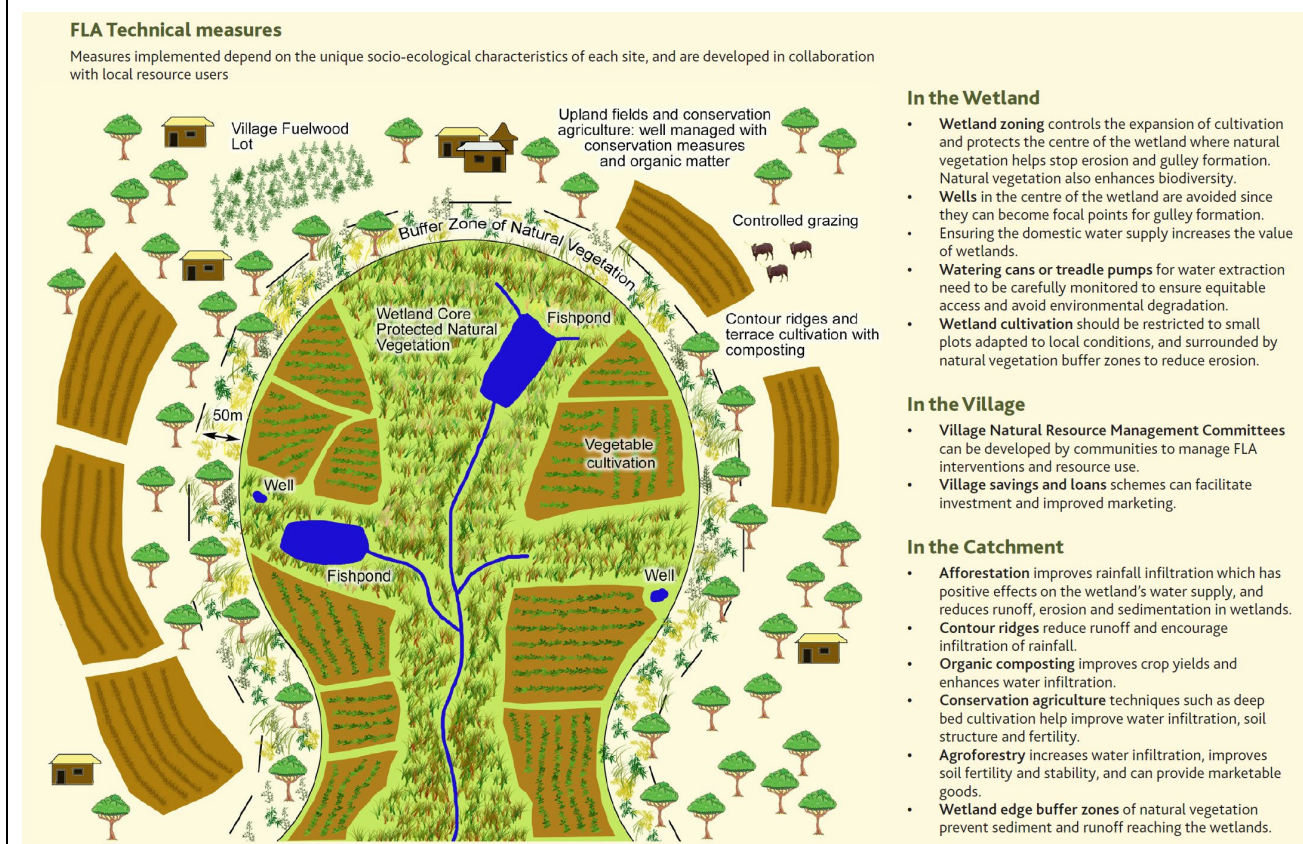 FLA Technical measures
Measures implemented depend on the unique socio-ecological characteristics of each site, and are developed in collaboration
with local resource users
Village Fuelwood
Lot
Upland fields and conservation
agriculture: well managed with
conservation measures
and organic matter
Controlled grazing
Buffer Zone of Natural Vegetation
Wetland Core
Protected Natural
Vegetation
Fishpond
Contour ridges and
terrace cultivation with
composting
50m
Vegetable
cultivation
Well
Fishpond
Well
In the Wetland
• Wetland zoning controls the expansion of cultivation
and protects the centre of the wetland where natural
vegetation helps stop erosion and gulley formation.
Natural vegetation also enhances biodiversity.
• Wells in the centre of the wetland are avoided since
they can become focal points for gulley formation.
• Ensuring the domestic water supply increases the value
of wetlands.
• Watering cans or treadle pumps for water extraction
need to be carefully monitored to ensure equitable
access and avoid environmental degradation.
• Wetland cultivation should be restricted to small
plots adapted to local conditions, and surrounded by
natural vegetation buffer zones to reduce erosion.
In the Village
• Village Natural Resource Management Committees
can be developed by communities to manage FLA
interventions and resource use.
• Village savings and loans schemes can facilitate
investment and improved marketing.
In the Catchment
• Afforestation improves rainfall infiltration which has
positive effects on the wetland's water supply, and
reduces runoff, erosion and sedimentation in wetlands.
• Contour ridges reduce runoff and encourage
infiltration of rainfall.
• Organic composting improves crop yields and
enhances water infiltration.
• Conservation agriculture techniques such as deep
bed cultivation help improve water infiltration, soil
structure and fertility.
• Agroforestry increases water infiltration, improves
soil fertility and stability, and can provide marketable
goods.
• Wetland edge buffer zones of natural vegetation
prevent sediment and runoff reaching the wetlands.